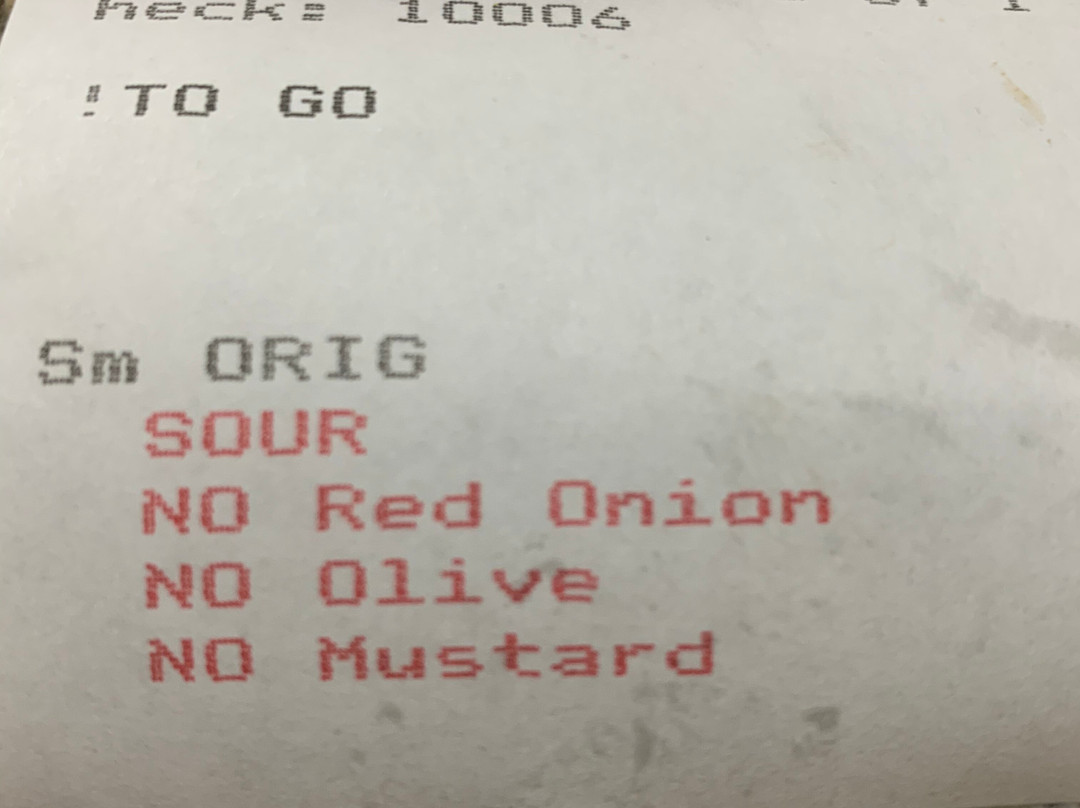 heck: 10006
!TO GO
Sm ORIG
SOUR
NO Red Onion
NO Olive
NO Mustard